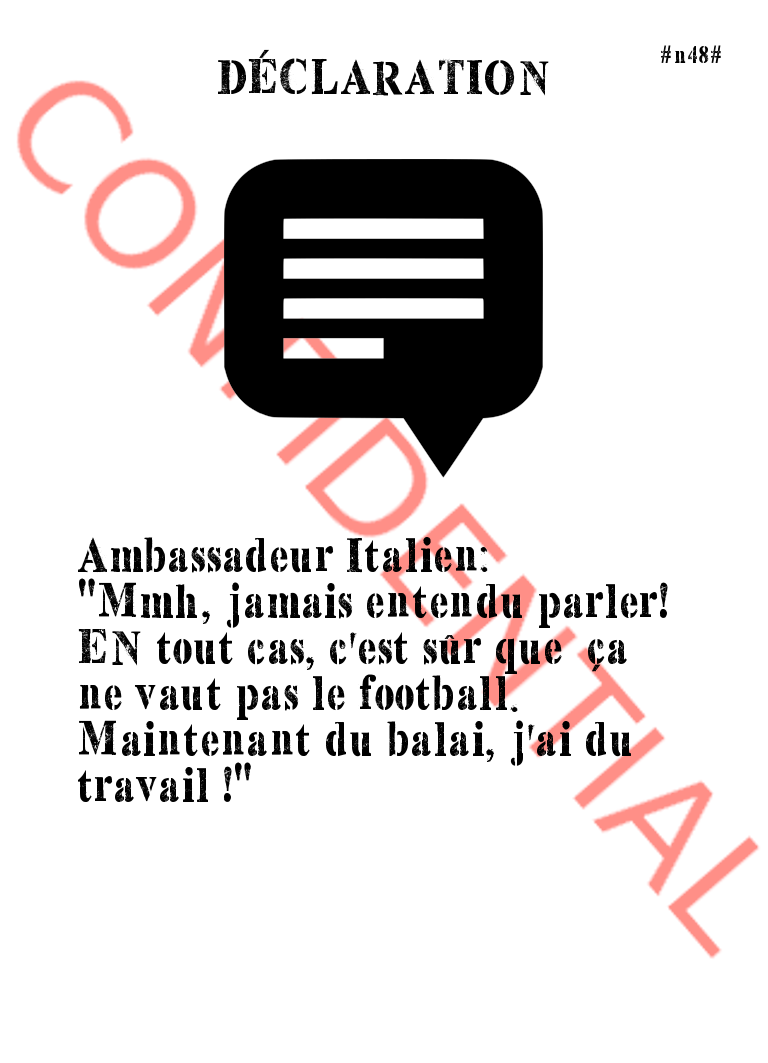 #n48#
DÉCLARATION
CONFIDENTIAL
Ambassadeur Italien:
"Mmh, jamais entendu parler!
EN tout cas, c'est sûr que ça
ne vaut pas le football.
Maintenant du balai, j'ai du
travail !"